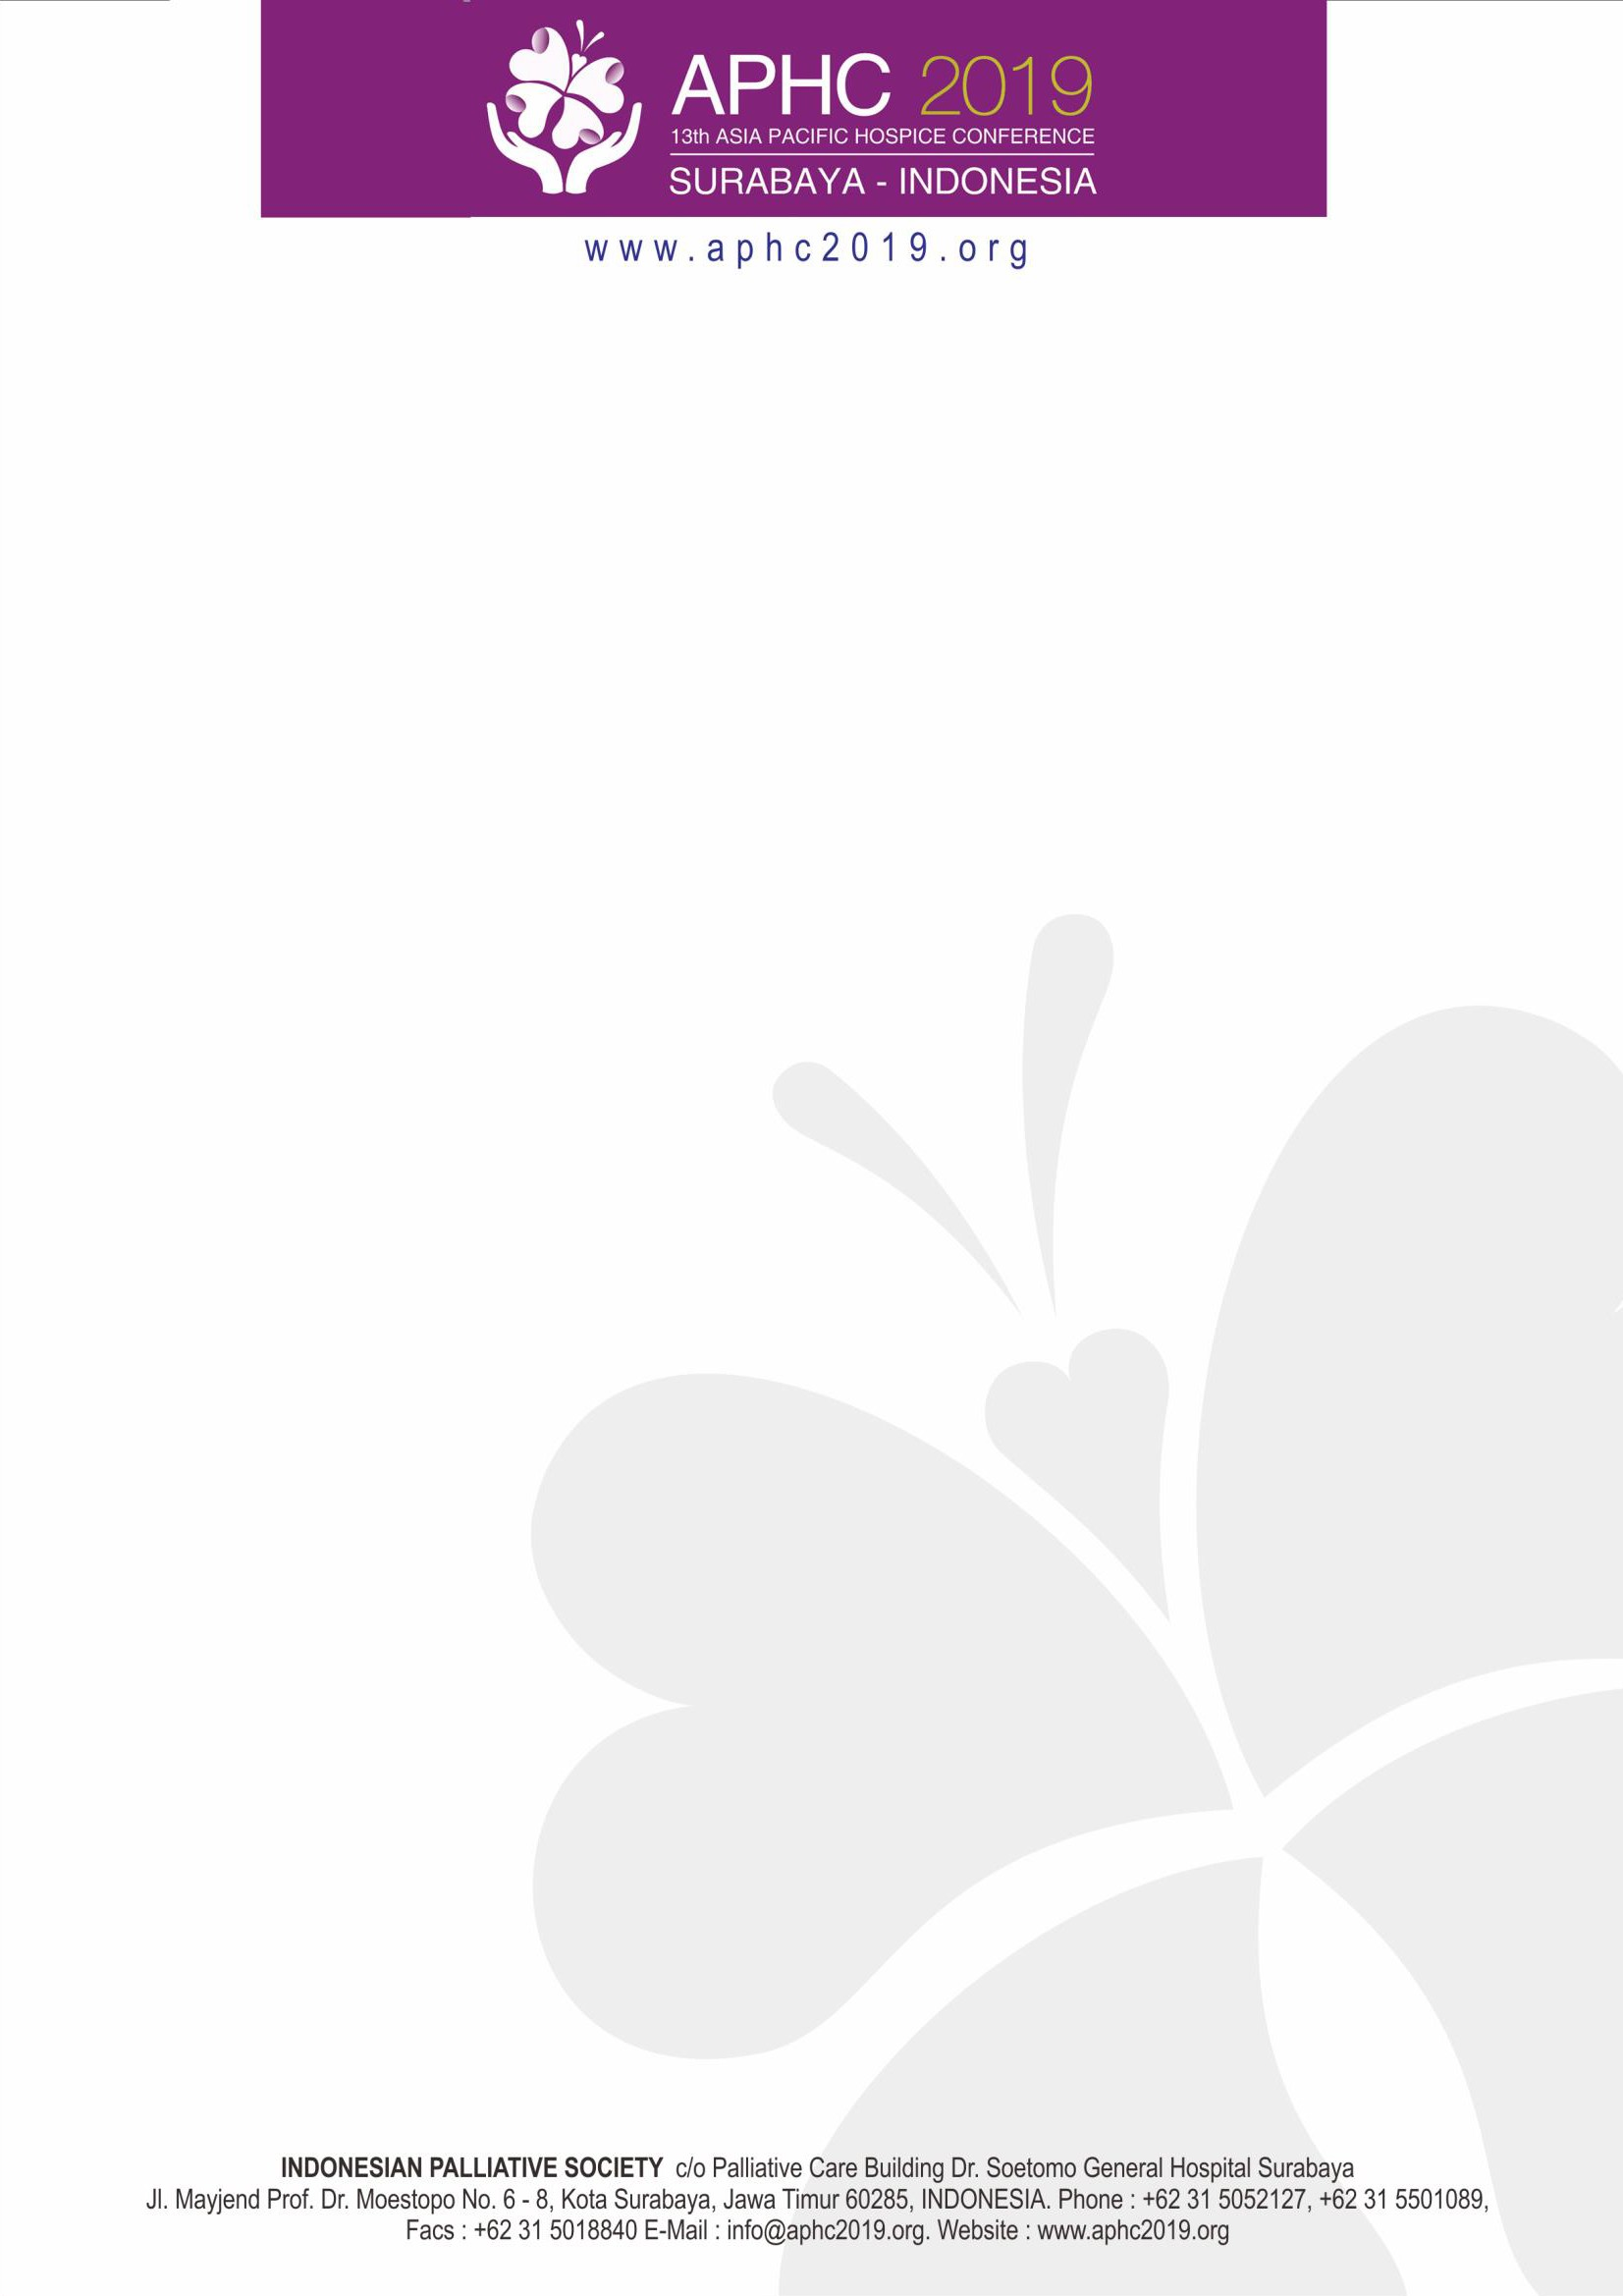 APHC 2019
13th ASIA PACIFIC HOSPICE CONFERENCE
SURABAYA - INDONESIA
www.aphc2019.org
INDONESIAN PALLIATIVE SOCIETY c/o Palliative Care Building Dr. Soetomo General Hospital Surabaya
Jl. Mayjend Prof. Dr. Moestopo No. 6 - 8, Kota Surabaya, Jawa Timur 60285, INDONESIA. Phone : +62 31 5052127, +62 31 5501089,
Facs : +62 31 5018840 E-Mail : info@aphc2019.org. Website : www.aphc2019.org